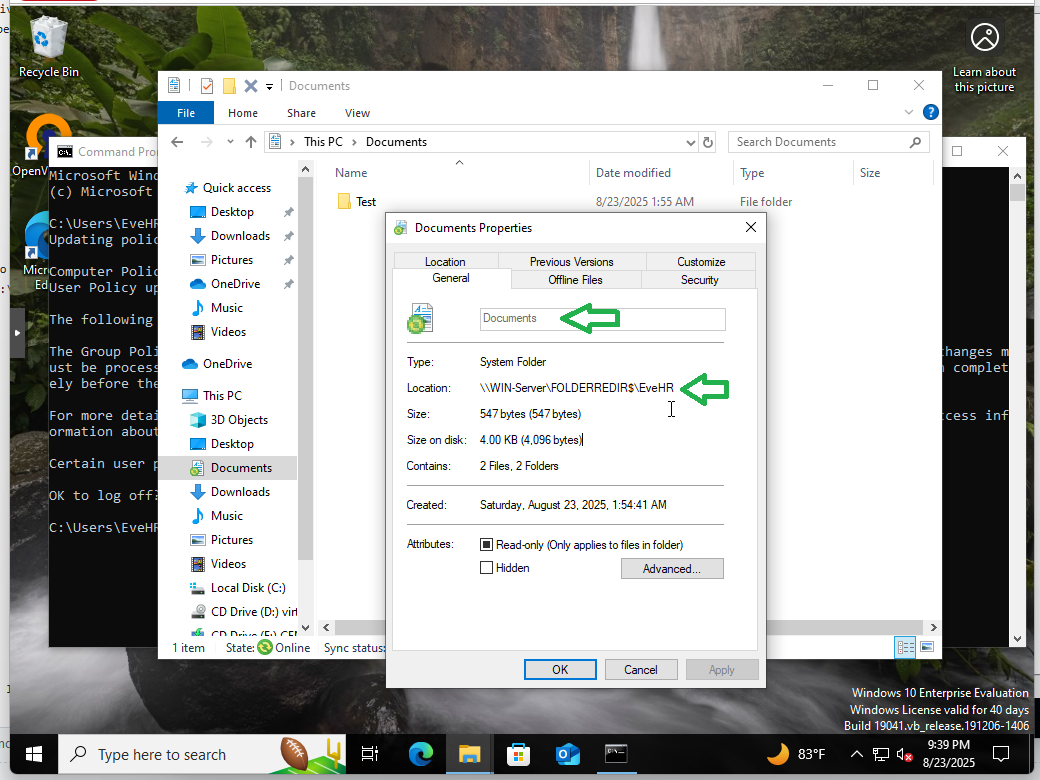 Recycle Bin
Learn about
this picture
Documents
File Home Share View
This PC > Documents
Search Documents
Name Date modified Type Size
Test 8/23/2025 1:55 AM File folder
Quick access
Desktop
Downloads
Pictures
OneDrive
Music
Videos
OneDrive
This PC
3D Objects
Desktop
Documents
Downloads
Music
Pictures
Videos
Local Disk (C:)
CD Drive (D:) virt
1 item State: Online Sync status:
Command Pro
Microsoft Wind
(c) Microsoft
C:\Users\EveHR
Updating polic
Computer Polic
User Policy up
The following
The Group Poli hanges m
ust be process complet
ely before the
For more detai cess inf
ormation about
Certain user p
OK to log off?
C:\Users\EveHR
Documents Properties
Location Previous Versions Customize
General Offline Files Security
Documents
Type: System Folder
Location: \\WIN-Server\FOLDERREDIR$\EveHR
Size: 547 bytes (547 bytes)
Size on disk: 4.00 KB (4,096 bytes)
Contains: 2 Files, 2 Folders
Created: Saturday, August 23, 2025, 1:54:41 AM
Attributes: Read-only (Only applies to files in folder)
Hidden Advanced...
OK Cancel Apply
Windows 10 Enterprise Evaluation
Windows License valid for 40 days
Build 19041.vb_release.191206-1406
Type here to search
83°F
9:39 PM
8/23/2025